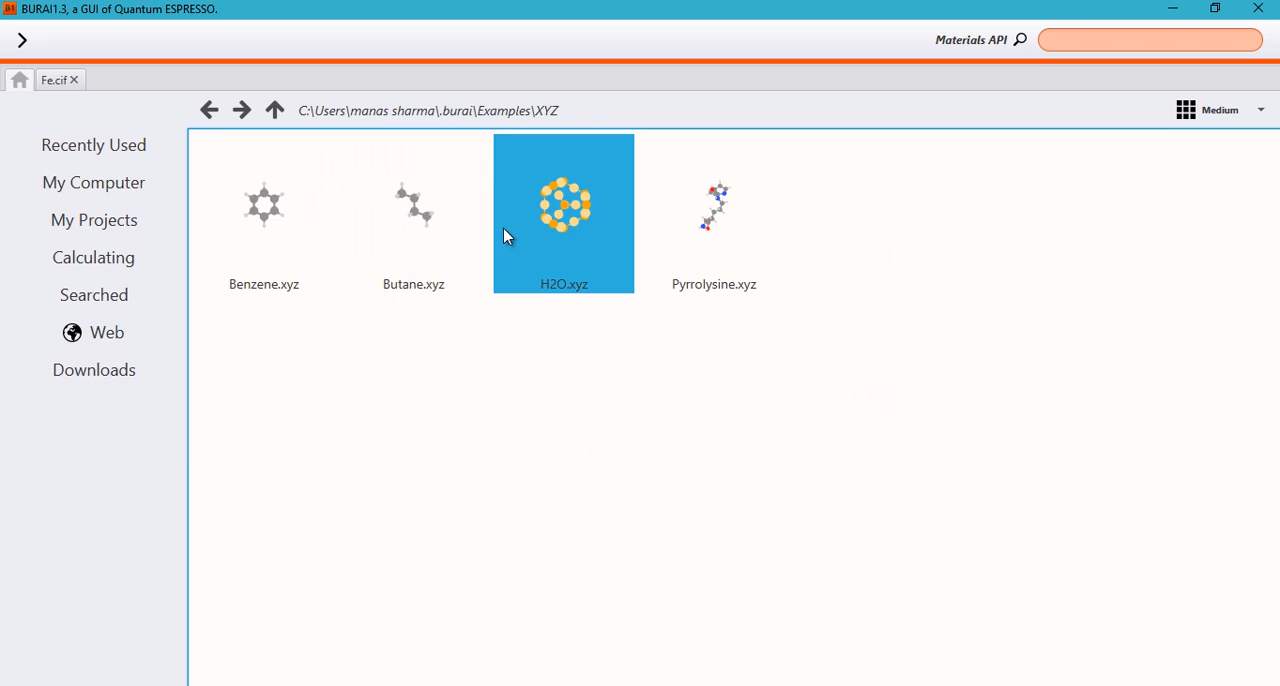 B1 BURAI1.3, a GUI of Quantum ESPRESSO.
Materials API
Fe.cif
C:\Users\manas sharma\.burai\Examples\XYZ
Medium
Recently Used
My Computer
My Projects
Calculating
Searched
Web
Downloads
Benzene.xyz
Butane.xyz
H2O.xyz
Pyrrolysine.xyz